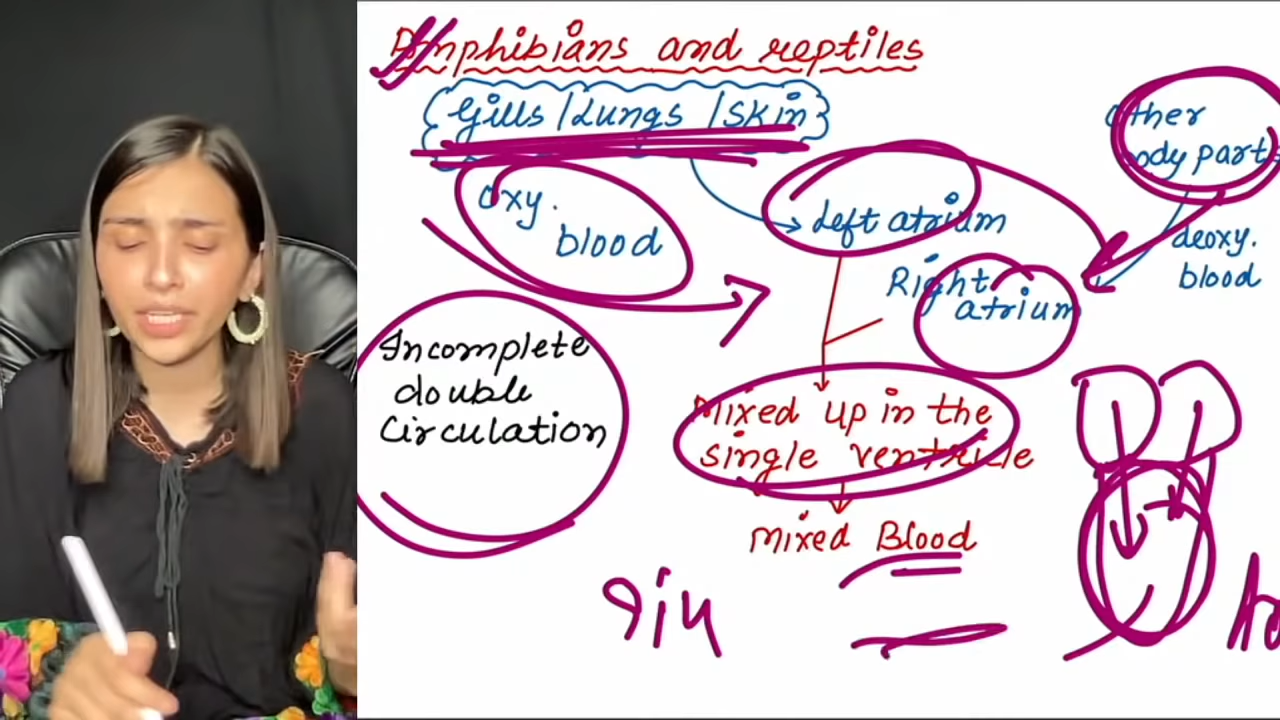 Amphibians and reptiles
Gills / Lungs / Skin
Other
body parts
oxy.
blood
Left atrium
deoxy.
blood
Right
atrium
Incomplete
double
Circulation
Mixed up in the
single ventricle
Mixed Blood